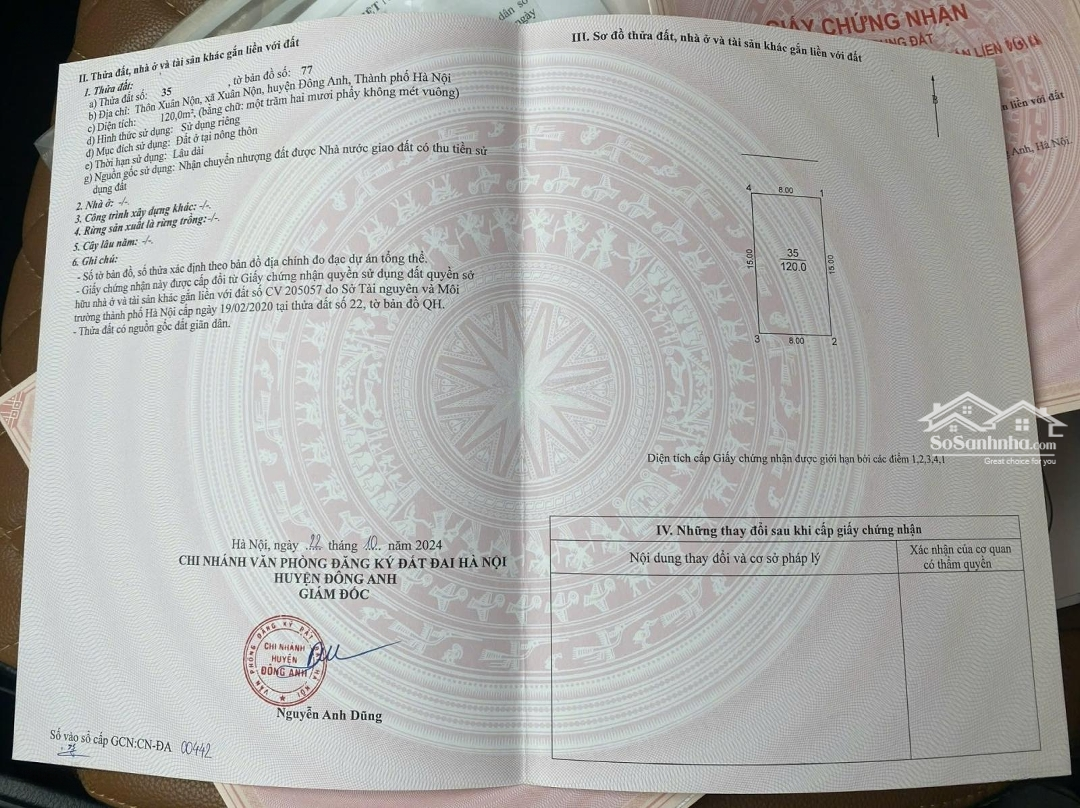 GIẤY CHỨNG NHẬN
n liền với đất
Anh, Hà Nội.
II. Thửa đất, nhà ở và tài sản khác gắn liền với đất
1. Thửa đất:
a) Thửa đất số: 35 , tờ bản đồ số: 77
b) Địa chỉ: Thôn Xuân Nộn, xã Xuân Nộn, huyện Đông Anh, Thành phố Hà Nội
c) Diện tích: 120,0m², (bằng chữ: một trăm hai mươi phẩy không mét vuông)
d) Hình thức sử dụng: Sử dụng riêng
đ) Mục đích sử dụng: Đất ở tại nông thôn
e) Thời hạn sử dụng: Lâu dài
g) Nguồn gốc sử dụng: Nhận chuyển nhượng đất được Nhà nước giao đất có thu tiền sử
dụng đất
2. Nhà ở: -/-
3. Công trình xây dựng khác: -/-
4. Rừng sản xuất là rừng trồng:-/-
5. Cây lâu năm: -/-
6. Ghi chú:
- Số tờ bản đồ, số thửa xác định theo bản đồ địa chính đo đạc dự án tổng thể.
- Giấy chứng nhận này được cấp đổi từ Giấy chứng nhận quyền sử dụng đất quyền sở
hữu nhà ở và tài sản khác gắn liền với đất số CV 205057 do Sở Tài nguyên và Môi
trường thành phố Hà Nội cấp ngày 19/02/2020 tại thửa đất số 22, tờ bản đồ QH.
- Thửa đất có nguồn gốc đất giãn dân.
Hà Nội, ngày 22 tháng 10 năm 2024
CHI NHÁNH VĂN PHÒNG ĐĂNG KÝ ĐẤT ĐAI HÀ NỘI
HUYỆN ĐÔNG ANH
GIÁM ĐỐC
VĂN PHÒNG ĐĂNG KÝ ĐẤT ĐAI HÀ NỘI
CHI NHÁNH
HUYỆN
ĐÔNG ANH
Nguyễn Anh Dũng
Số vào sổ cấp GCN:CN-ĐA 00442
III. Sơ đồ thửa đất, nhà ở và tài sản khác gắn liền với đất
B
4 8.00 1
15.00
35
120.0
15.00
3 8.00 2
SoSanhnha.com
Great choice for you
Diện tích cấp Giấy chứng nhận được giới hạn bởi các điểm 1,2,3,4,1
IV. Những thay đổi sau khi cấp giấy chứng nhận
Nội dung thay đổi và cơ sở pháp lý
Xác nhận của cơ quan
có thẩm quyền